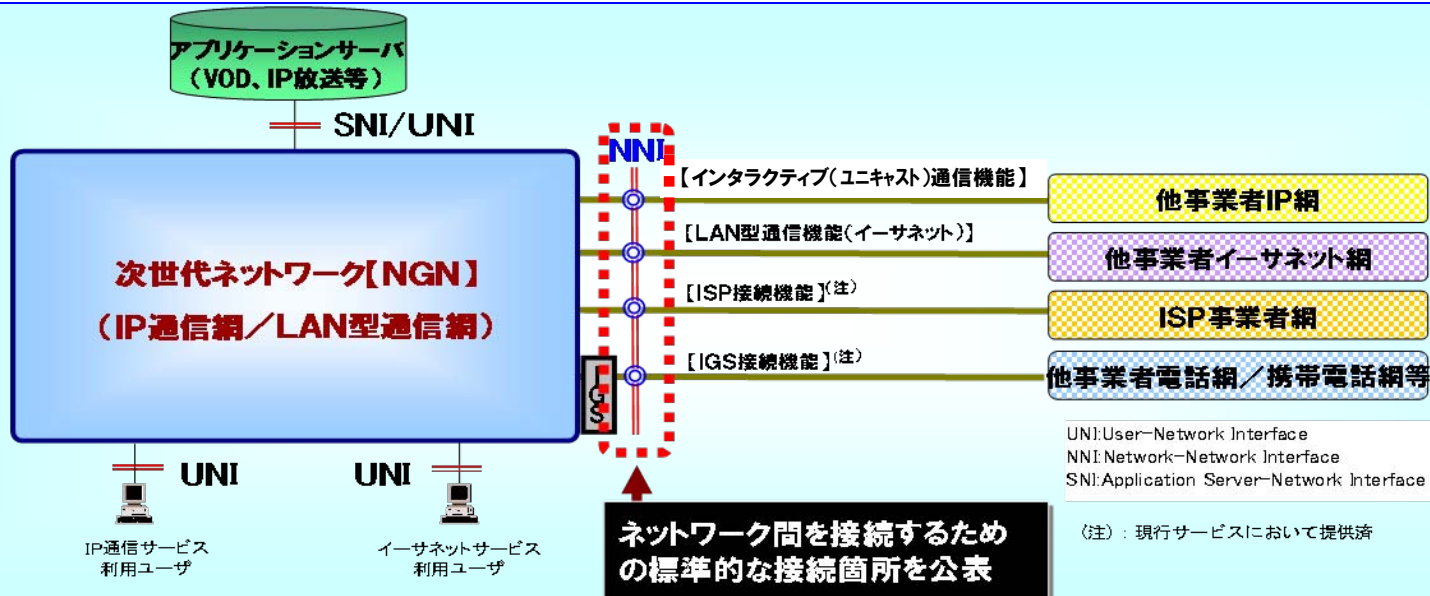 アプリケーションサーバ
（VOD、IP放送等）
SNI/UNI
NNI
【インタラクティブ（ユニキャスト）通信機能】
他事業者IP網
【LAN型通信機能（イーサネット）】
他事業者イーサネット網
次世代ネットワーク【NGN】
（IP通信網／LAN型通信網）
【ISP接続機能】（注）
ISP事業者網
【IGS接続機能】（注）
他事業者電話網／携帯電話網等
IGS
UNI:User-Network Interface
NNI:Network-Network Interface
SNI:Application Server-Network Interface
UNI
UNI
ネットワーク間を接続するため
の標準的な接続箇所を公表
（注）：現行サービスにおいて提供済
IP通信サービス
利用ユーザ
イーサネットサービス
利用ユーザ